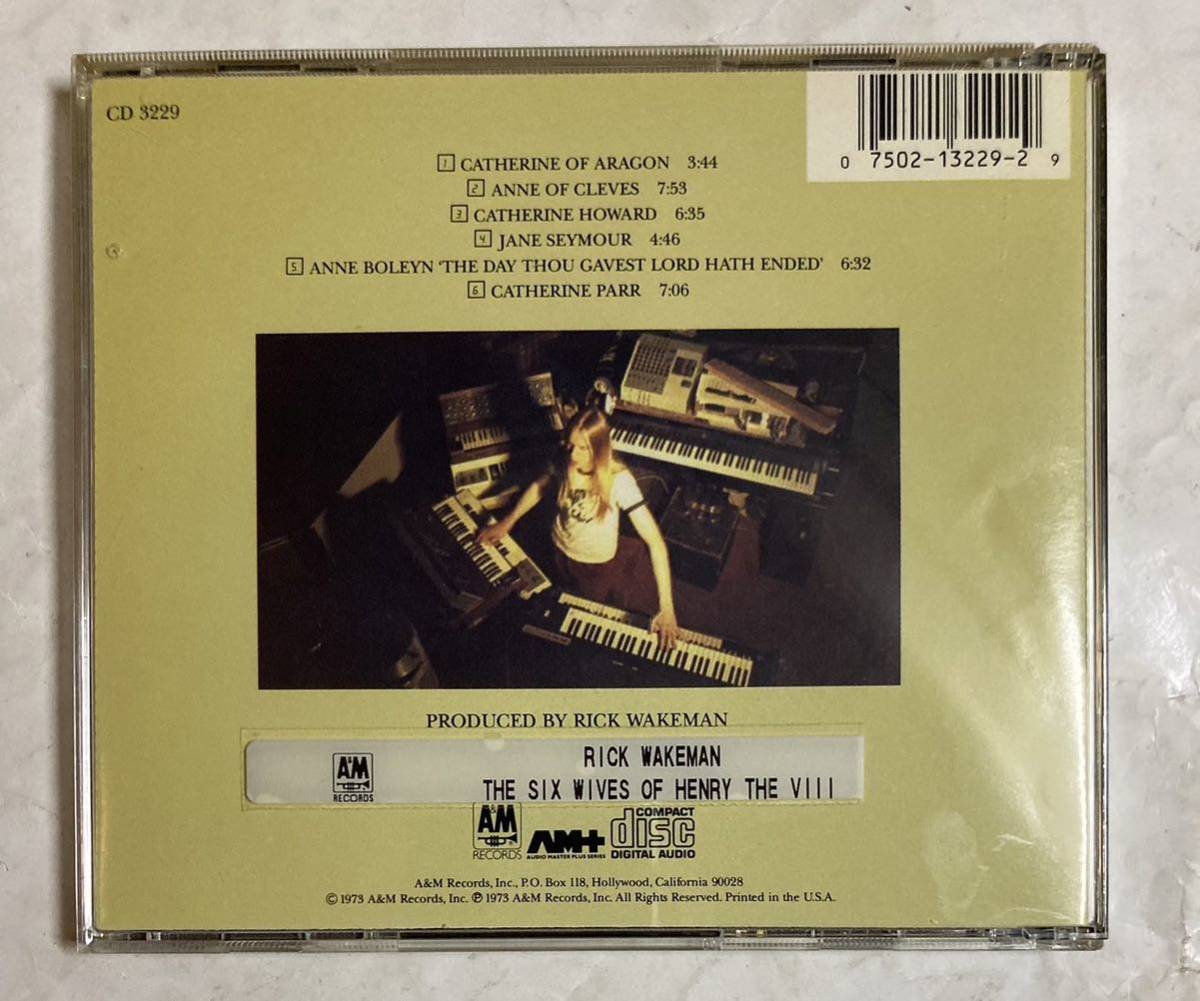 CD 3229
0 7502-13229-2 9
1 CATHERINE OF ARAGON 3:44
2 ANNE OF CLEVES 7:53
3 CATHERINE HOWARD 6:35
4 JANE SEYMOUR 4:46
5 ANNE BOLEYN ‘THE DAY THOU GAVEST LORD HATH ENDED’ 6:32
6 CATHERINE PARR 7:06
PRODUCED BY RICK WAKEMAN
A&M RECORDS
RICK WAKEMAN
THE SIX WIVES OF HENRY THE VIII
A&M RECORDS
AM+ AUDIO MASTER PLUS SERIES
COMPACT disc DIGITAL AUDIO
A&M Records, Inc., P.O. Box 118, Hollywood, California 90028
© 1973 A&M Records, Inc. ℗ 1973 A&M Records, Inc. All Rights Reserved. Printed in the U.S.A.